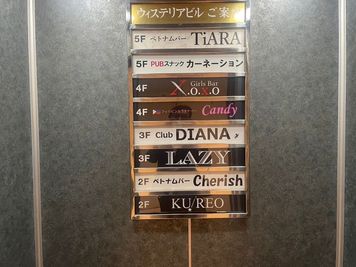 ウィステリアビル ご案
5F ベトナムバー TiARA
5F PUBスナック カーネーション
4F Girls Bar X.O.X.O
4F Candy
3F Club DIANA
3F LAZY
2F ベトナムバー Cherish
2F KU/REO